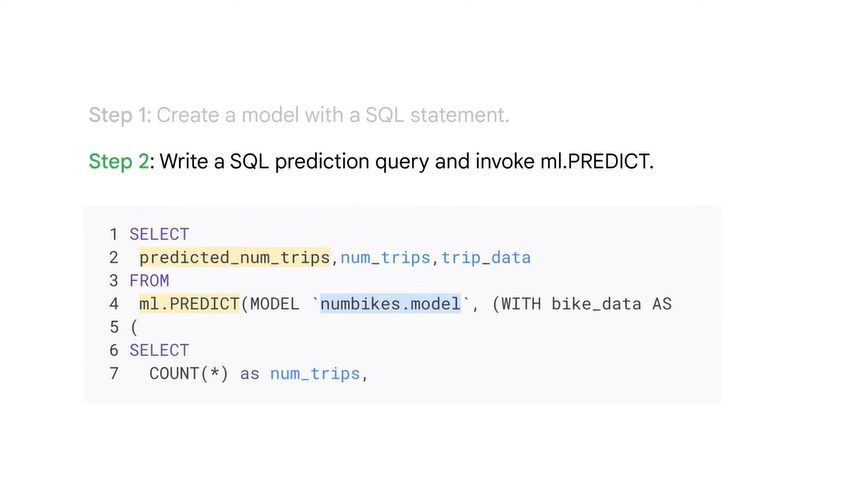 Step 1: Create a model with a SQL statement.
Step 2: Write a SQL prediction query and invoke ml.PREDICT.
1 SELECT
2 predicted_num_trips,num_trips,trip_data
3 FROM
4 ml.PREDICT(MODEL `numbikes.model`, (WITH bike_data AS
5 (
6 SELECT
7 COUNT(*) as num_trips,